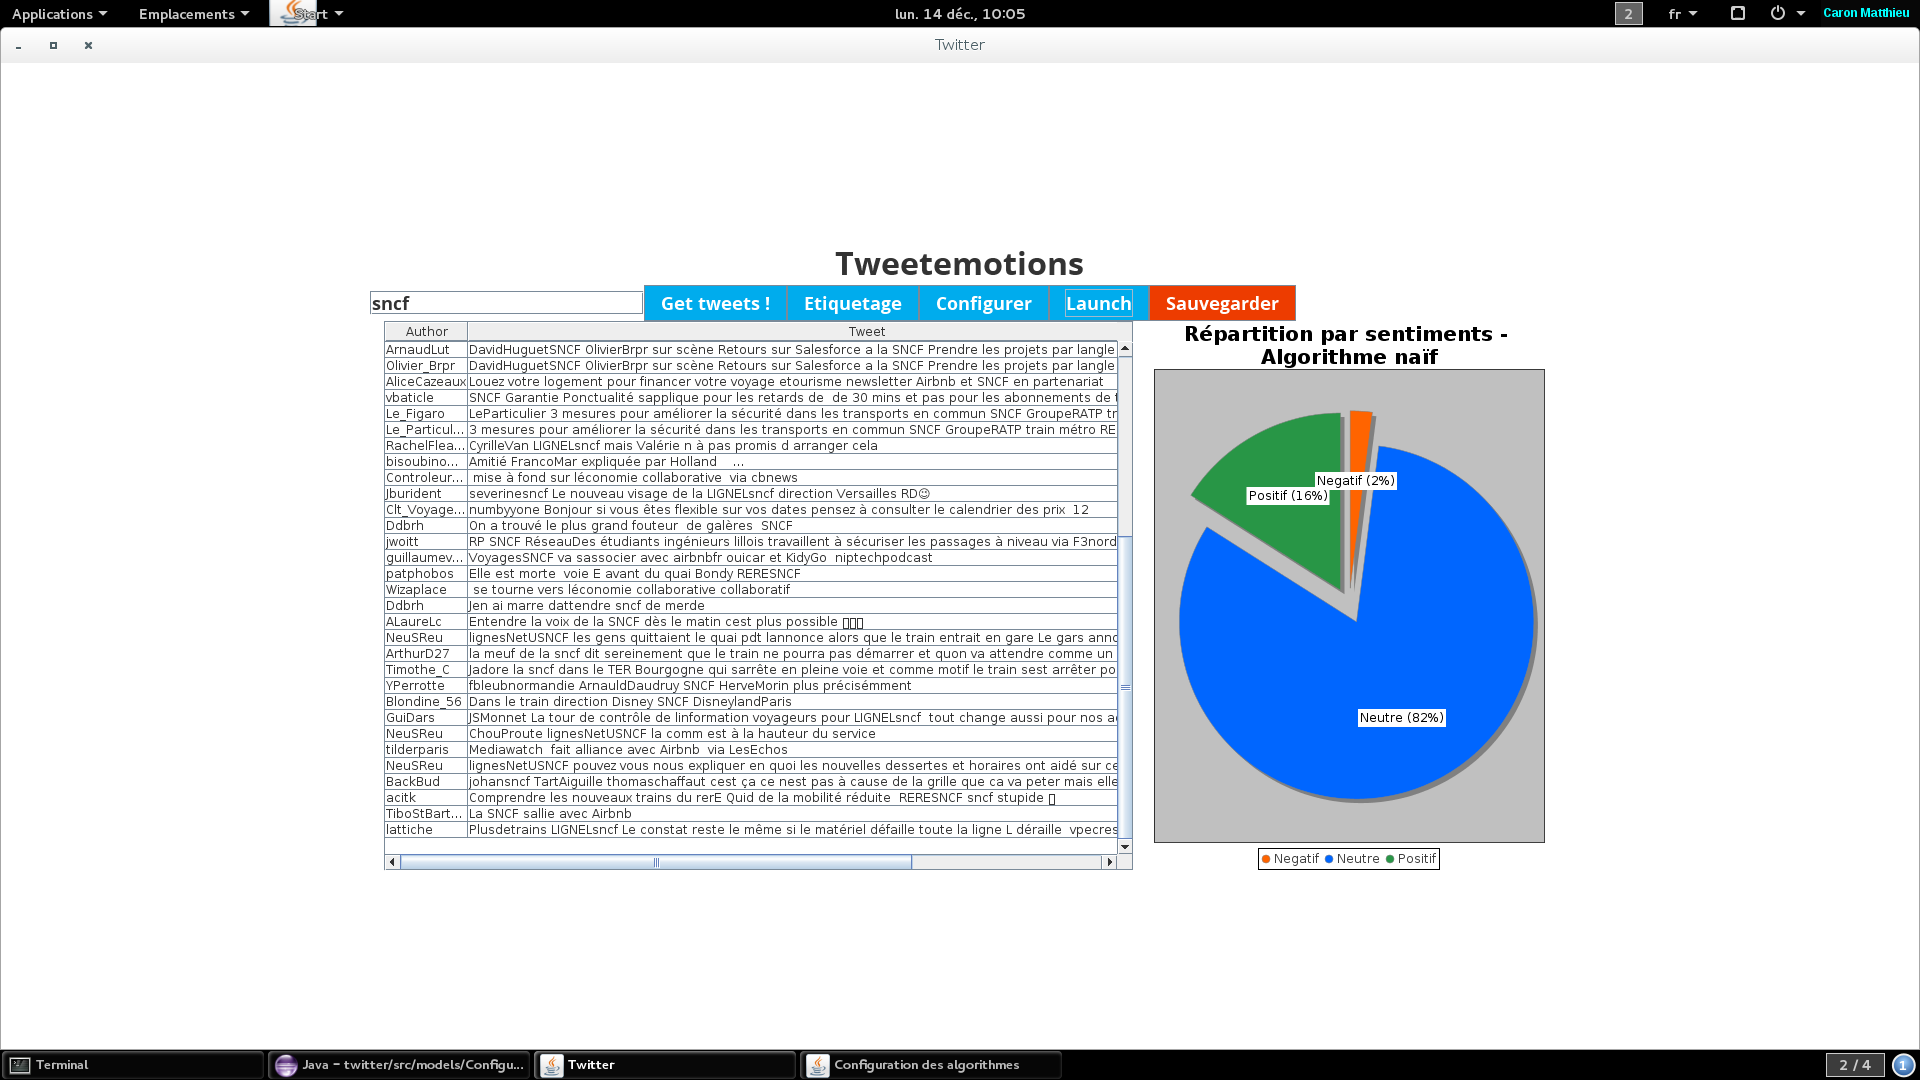 Applications Emplacements Start lun. 14 déc., 10:05 2 fr Caron Matthieu
Twitter
Tweetemotions
sncf Get tweets ! Etiquetage Configurer Launch Sauvegarder
Author Tweet
ArnaudLut DavidHuguetSNCF OlivierBrpr sur scène Retours sur Salesforce a la SNCF Prendre les projets par langle
Olivier_Brpr DavidHuguetSNCF OlivierBrpr sur scène Retours sur Salesforce a la SNCF Prendre les projets par langle
AliceCazeaux Louez votre logement pour financer votre voyage etourisme newsletter Airbnb et SNCF en partenariat
vbaticle SNCF Garantie Ponctualité sapplique pour les retards de de 30 mins et pas pour les abonnements de t
Le_Figaro LeParticulier 3 mesures pour améliorer la sécurité dans les transports en commun SNCF GroupeRATP tr
Le_Particul... 3 mesures pour améliorer la sécurité dans les transports en commun SNCF GroupeRATP train métro RE
RachelFlea... CyrilleVan LIGNELsncf mais Valérie n à pas promis d arranger cela
bisoubino... Amitié FrancoMar expliquée par Holland ...
Controleur... mise à fond sur léconomie collaborative via cbnews
Jburident severinesncf Le nouveau visage de la LIGNELsncf direction Versailles RD☺
Clt_Voyage... numbyyone Bonjour si vous êtes flexible sur vos dates pensez à consulter le calendrier des prix 12
Ddbrh On a trouvé le plus grand fouteur de galères SNCF
jwoitt RP SNCF RéseauDes étudiants ingénieurs lillois travaillent à sécuriser les passages à niveau via F3nord
guillaumev... VoyagesSNCF va sassocier avec airbnbfr ouicar et KidyGo niptechpodcast
patphobos Elle est morte voie E avant du quai Bondy RERESNCF
Wizaplace se tourne vers léconomie collaborative collaboratif
Ddbrh Jen ai marre dattendre sncf de merde
ALaureLc Entendre la voix de la SNCF dès le matin cest plus possible ▯▯▯
NeuSReu lignesNetUSNCF les gens quittaient le quai pdt lannonce alors que le train entrait en gare Le gars anno
ArthurD27 la meuf de la sncf dit sereinement que le train ne pourra pas démarrer et quon va attendre comme un
Timothe_C Jadore la sncf dans le TER Bourgogne qui sarrête en pleine voie et comme motif le train sest arrêter po
YPerrotte fbleubnormandie ArnauldDaudruy SNCF HerveMorin plus précisémment
Blondine_56 Dans le train direction Disney SNCF DisneylandParis
GuiDars JSMonnet La tour de contrôle de linformation voyageurs pour LIGNELsncf tout change aussi pour nos ac
NeuSReu ChouProute lignesNetUSNCF la comm est à la hauteur du service
tilderparis Mediawatch fait alliance avec Airbnb via LesEchos
NeuSReu lignesNetUSNCF pouvez vous nous expliquer en quoi les nouvelles dessertes et horaires ont aidé sur ce
BackBud johansncf TartAiguille thomaschaffaut cest ça ce nest pas à cause de la grille que ca va peter mais elle
acitk Comprendre les nouveaux trains du rerE Quid de la mobilité réduite RERESNCF sncf stupide ▯
TiboStBart... La SNCF sallie avec Airbnb
lattiche Plusdetrains LIGNELsncf Le constat reste le même si le matériel défaille toute la ligne L déraille vpecres
Répartition par sentiments -
Algorithme naïf
Negatif (2%)
Positif (16%)
Neutre (82%)
Negatif Neutre Positif
Terminal Java - twitter/src/models/Configu... Twitter Configuration des algorithmes 2 / 4 1